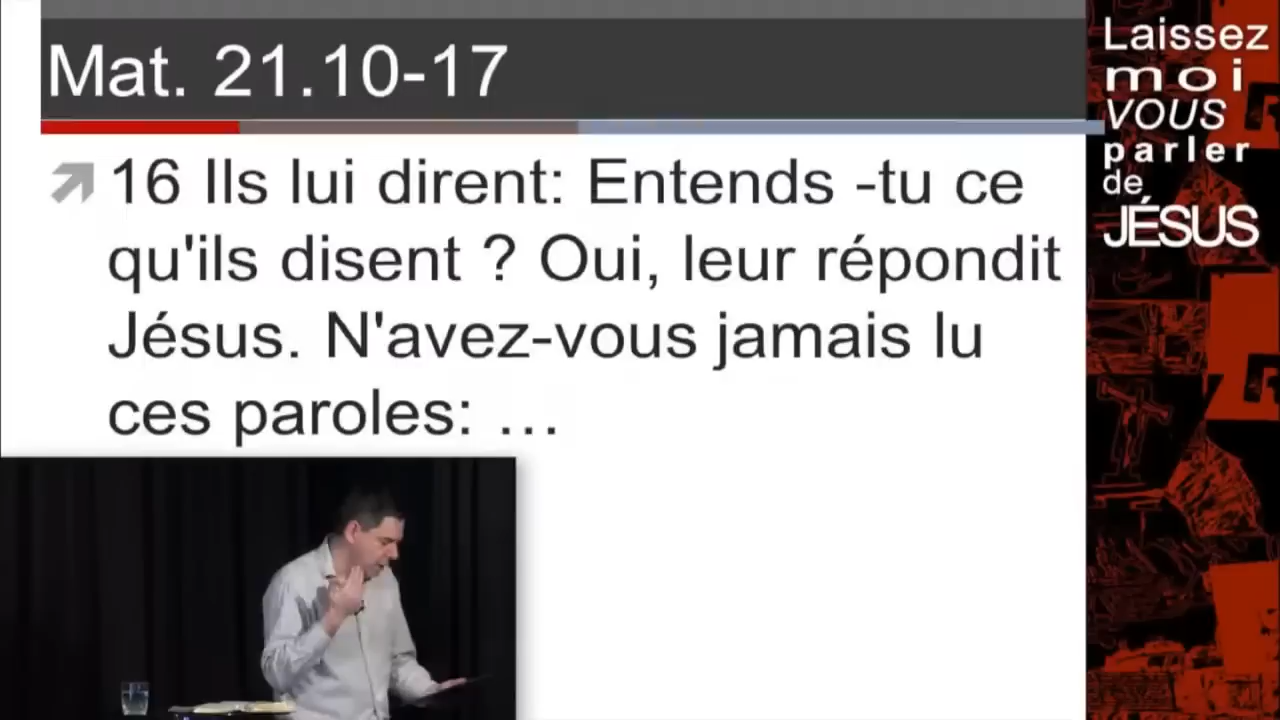 Mat. 21.10-17
16 Ils lui dirent: Entends -tu ce
qu'ils disent ? Oui, leur répondit
Jésus. N'avez-vous jamais lu
ces paroles: …
Laissez
moi
VOUS
parler
de
JÉSUS